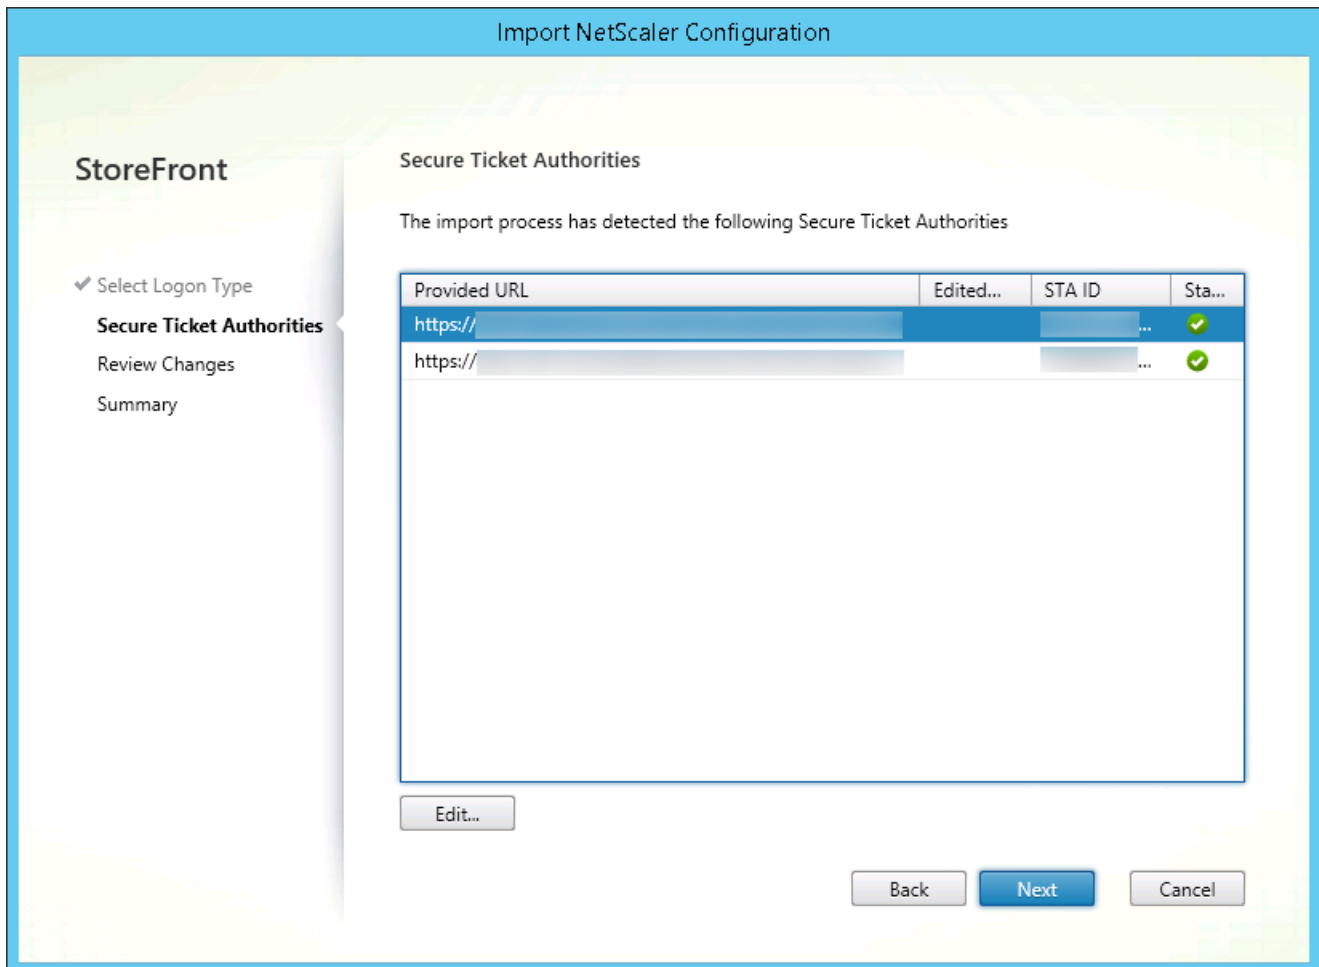 Import NetScaler Configuration
StoreFront
Select Logon Type
Secure Ticket Authorities
Review Changes
Summary
Secure Ticket Authorities
The import process has detected the following Secure Ticket Authorities
Provided URL Edited... STA ID Sta...
https:// ...
https:// ...
Edit...
Back Next Cancel